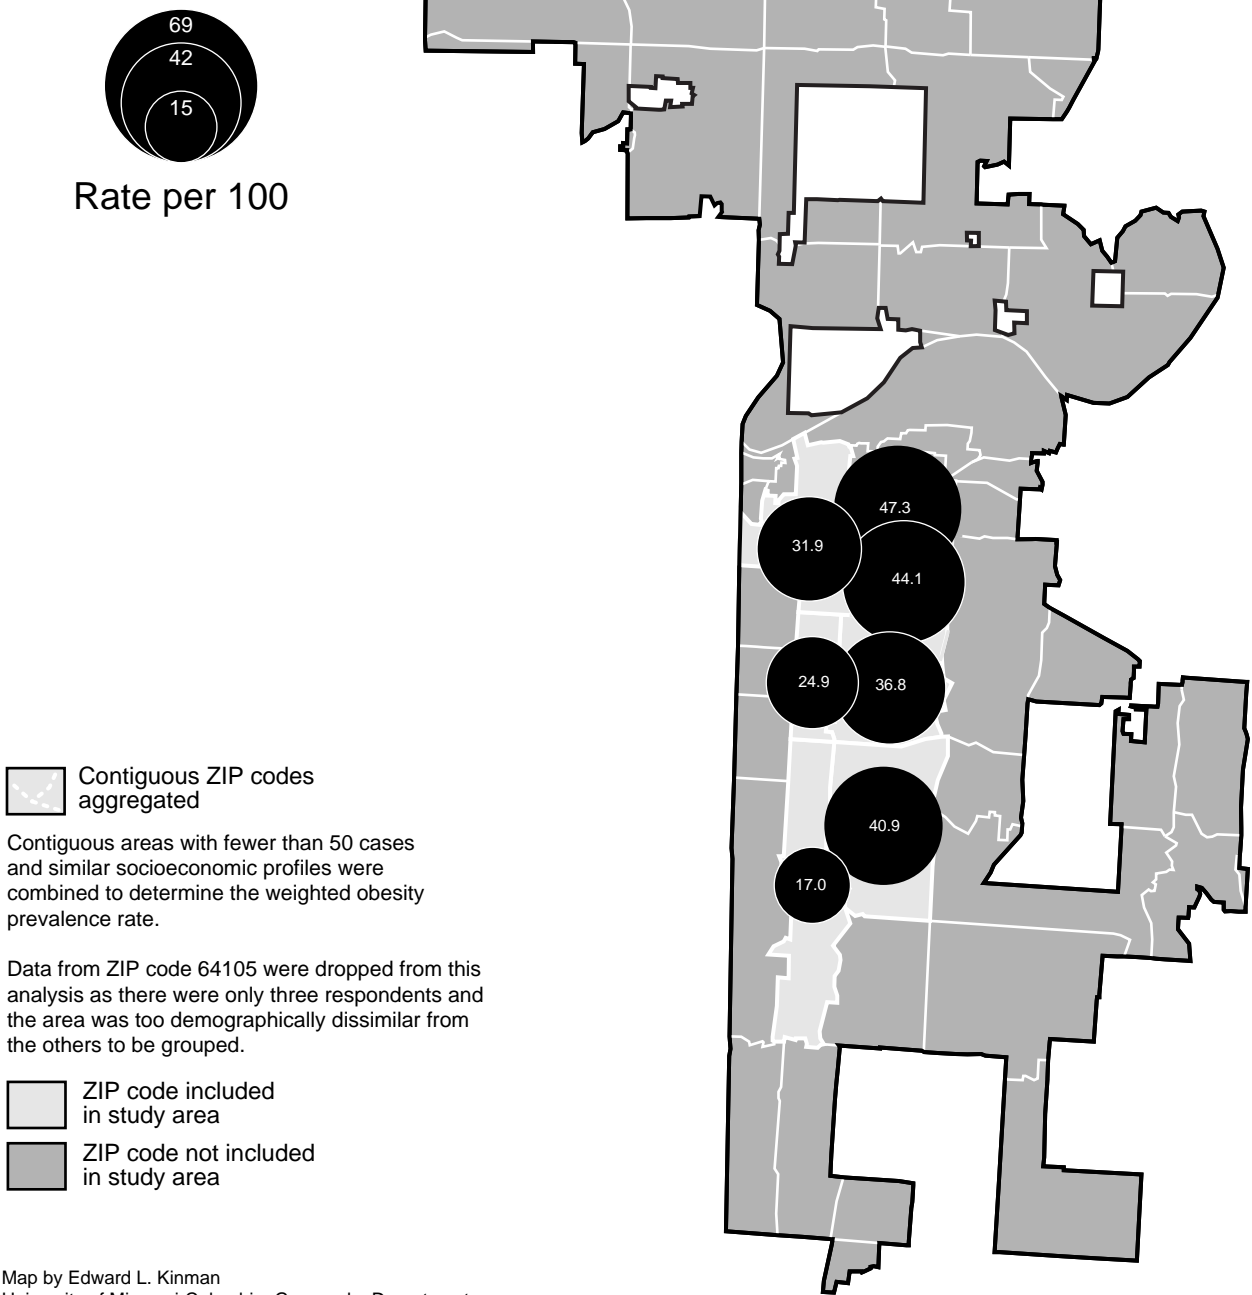 69
42
15
Rate per 100
47.3
31.9
44.1
24.9
36.8
40.9
17.0
Contiguous ZIP codes
aggregated
Contiguous areas with fewer than 50 cases
and similar socioeconomic profiles were
combined to determine the weighted obesity
prevalence rate.
Data from ZIP code 64105 were dropped from this
analysis as there were only three respondents and
the area was too demographically dissimilar from
the others to be grouped.
ZIP code included
in study area
ZIP code not included
in study area
Map by Edward L. Kinman